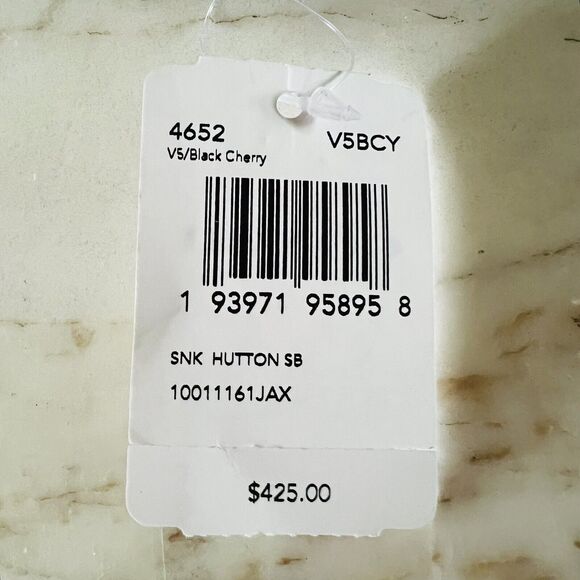 4652 V5BCY
V5/Black Cherry
1 93971 95895 8
SNK HUTTON SB
10011161JAX
$425.00